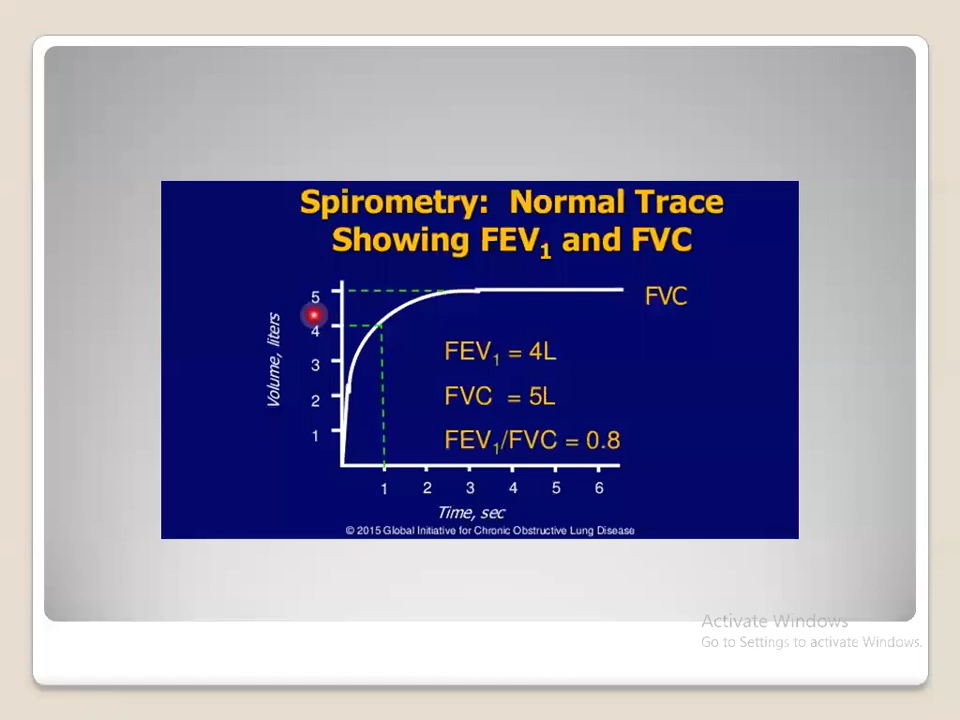 Spirometry: Normal Trace
Showing FEV1 and FVC
5
4
3
2
1
Volume, liters
FVC
FEV1 = 4L
FVC = 5L
FEV1/FVC = 0.8
1 2 3 4 5 6
Time, sec
© 2015 Global Initiative for Chronic Obstructive Lung Disease
Activate Windows
Go to Settings to activate Windows.